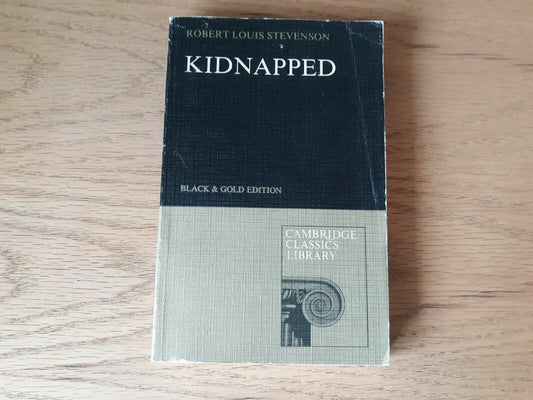 ROBERT LOUIS STEVENSON
KIDNAPPED
BLACK & GOLD EDITION
CAMBRIDGE
CLASSICS
LIBRARY